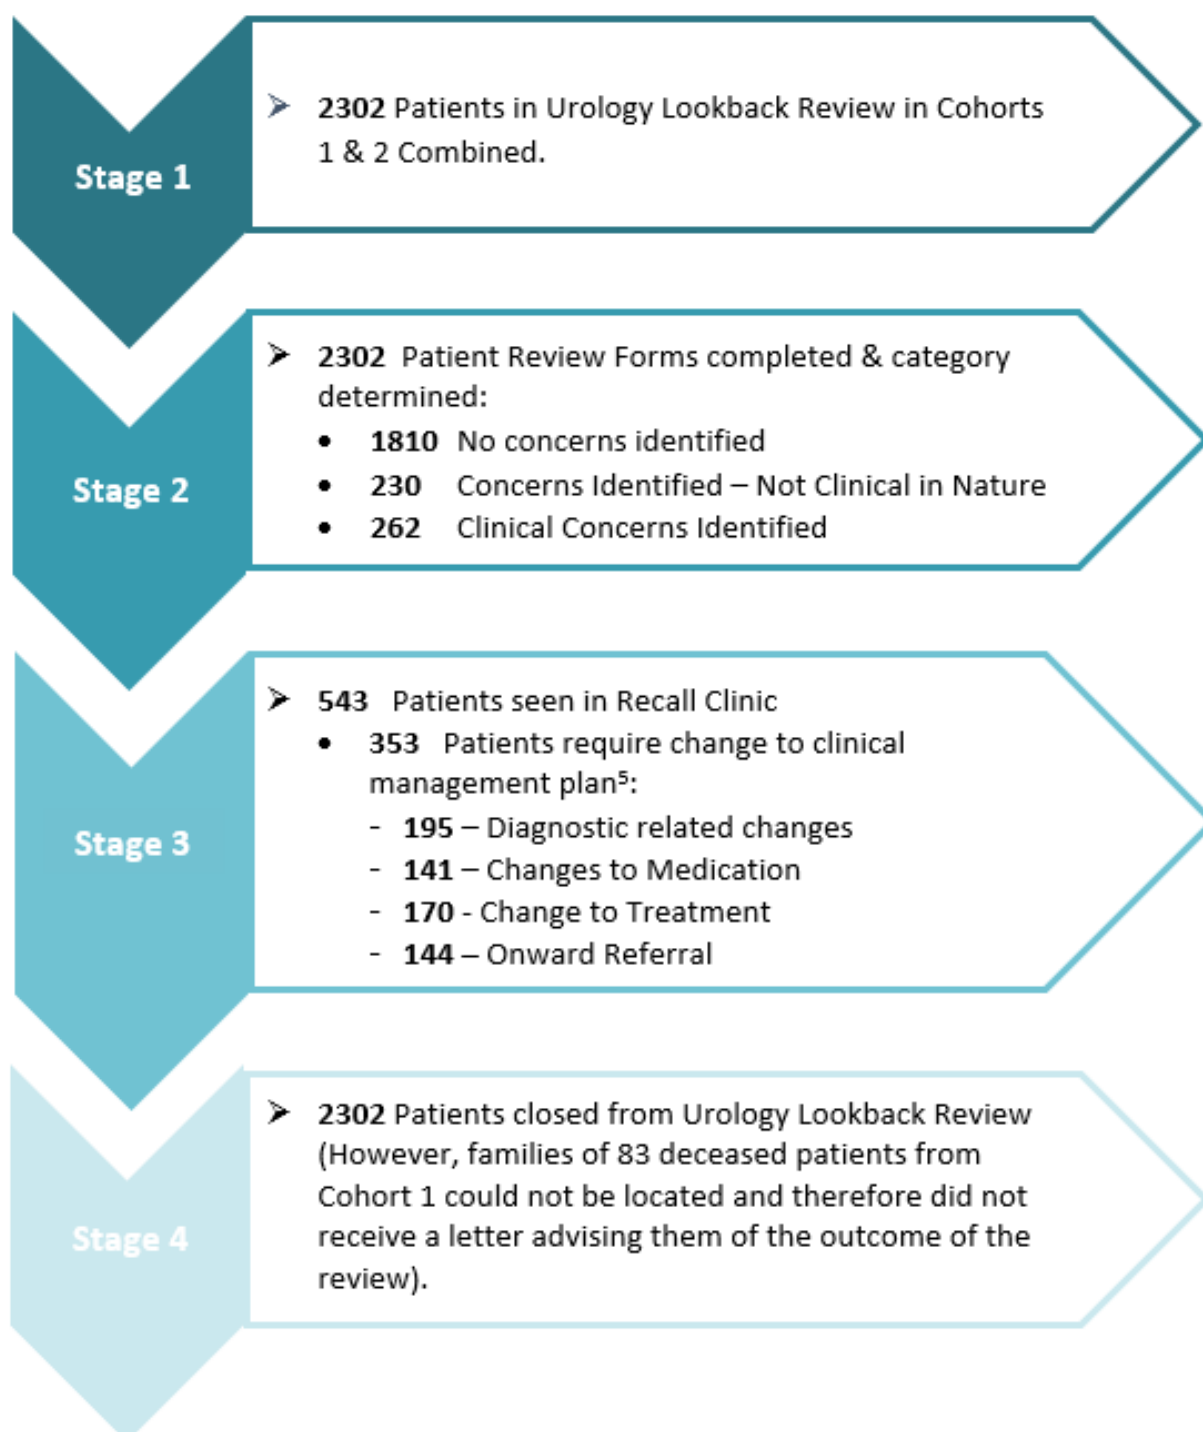 Stage 1
➢ 2302 Patients in Urology Lookback Review in Cohorts
1 & 2 Combined.
Stage 2
➢ 2302 Patient Review Forms completed & category
determined:
• 1810 No concerns identified
• 230 Concerns Identified – Not Clinical in Nature
• 262 Clinical Concerns Identified
Stage 3
➢ 543 Patients seen in Recall Clinic
• 353 Patients require change to clinical
management plan⁵:
- 195 – Diagnostic related changes
- 141 – Changes to Medication
- 170 - Change to Treatment
- 144 – Onward Referral
Stage 4
➢ 2302 Patients closed from Urology Lookback Review
(However, families of 83 deceased patients from
Cohort 1 could not be located and therefore did not
receive a letter advising them of the outcome of the
review).